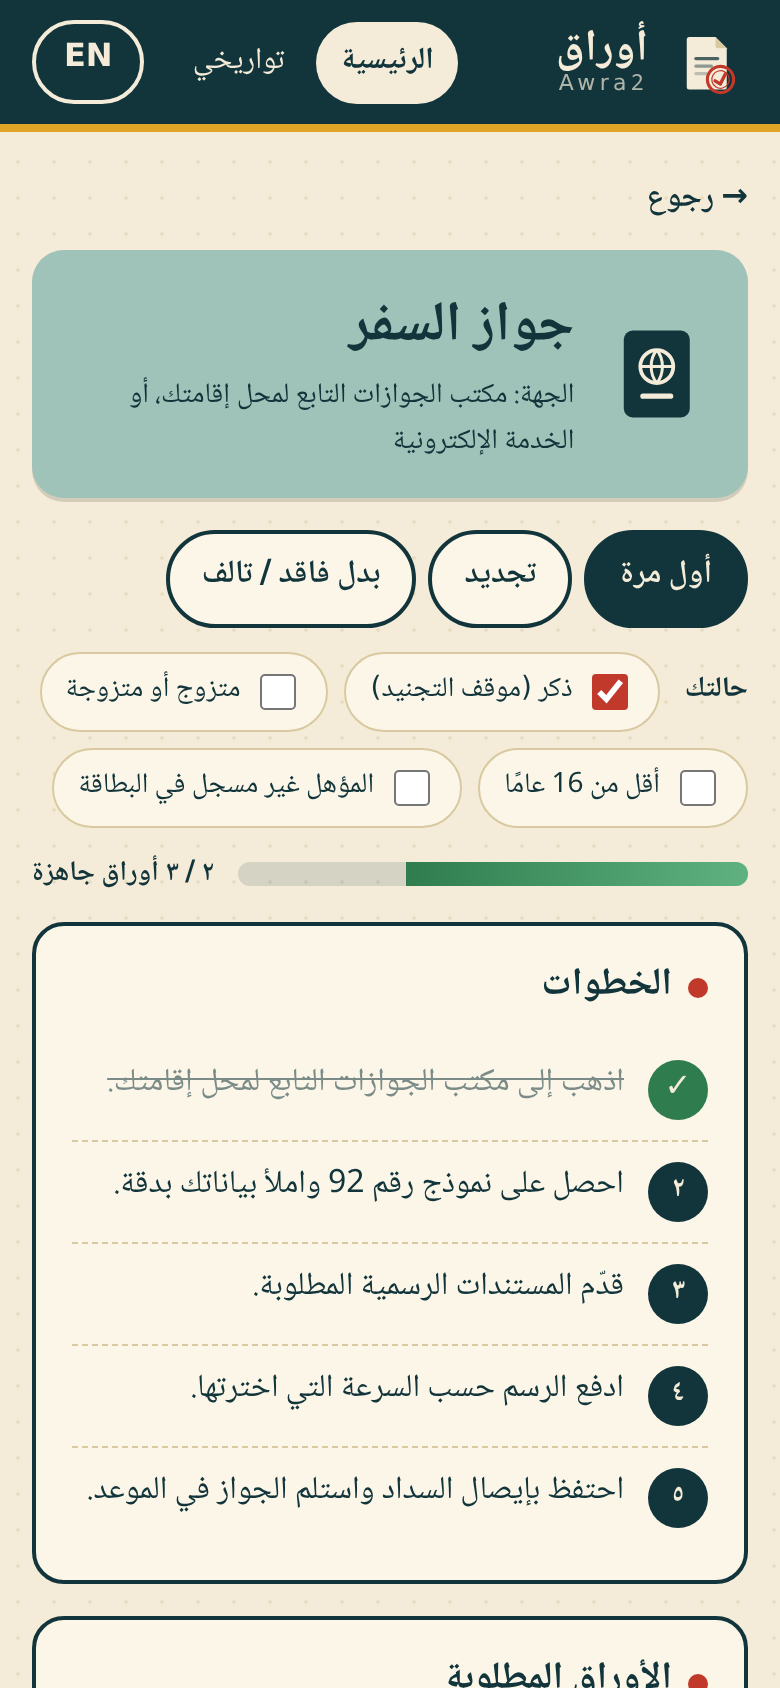 أوراق
Awra2
الرئيسية
تواريخي
EN
→ رجوع
جواز السفر
الجهة: مكتب الجوازات التابع لمحل إقامتك، أو
الخدمة الإلكترونية
أول مرة
تجديد
بدل فاقد / تالف
حالتك
ذكر (موقف التجنيد)
متزوج أو متزوجة
أقل من 16 عامًا
المؤهل غير مسجل في البطاقة
٢ / ٣ أوراق جاهزة
الخطوات
✓ اذهب إلى مكتب الجوازات التابع لمحل إقامتك.
٢ احصل على نموذج رقم 92 واملأ بياناتك بدقة.
٣ قدّم المستندات الرسمية المطلوبة.
٤ ادفع الرسم حسب السرعة التي اخترتها.
٥ احتفظ بإيصال السداد واستلم الجواز في الموعد.
الأوراق المطلوبة